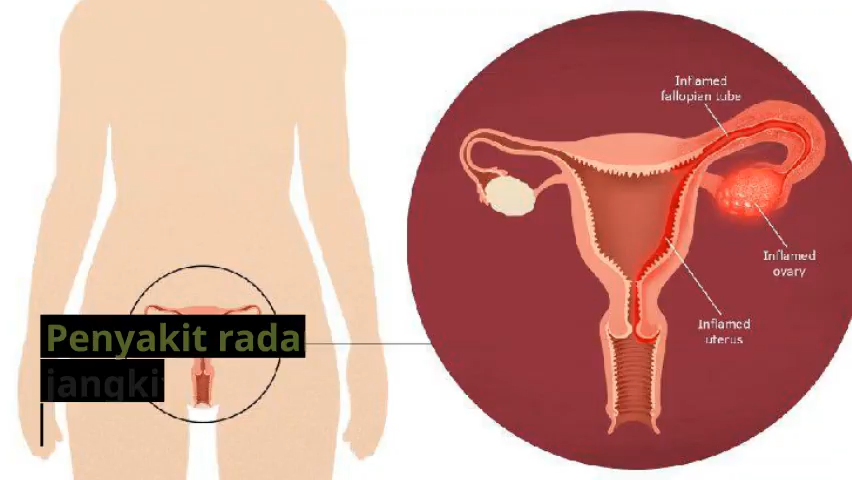 Penyakit rada
jangki
Inflamed
fallopian tube
Inflamed
ovary
Inflamed
uterus